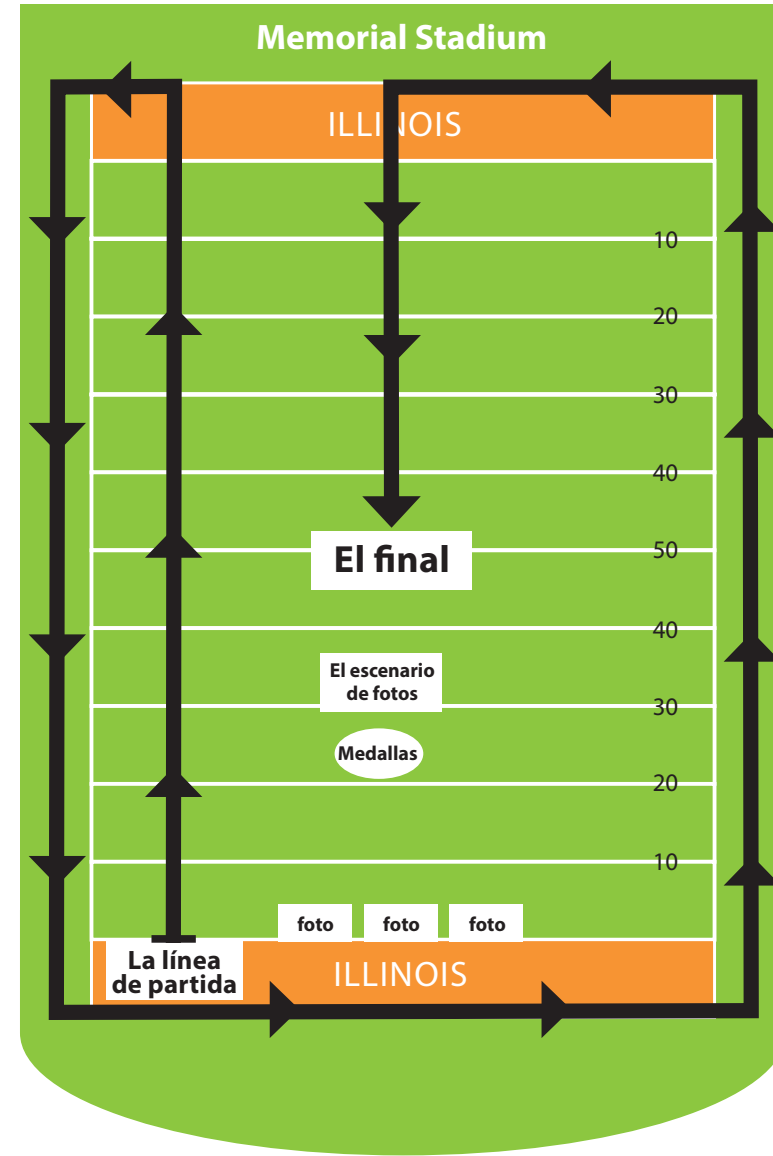 Memorial Stadium
ILLINOIS
10
20
30
40
50
El final
40
El escenario
de fotos
30
Medallas
20
10
foto foto foto
La línea
de partida
ILLINOIS